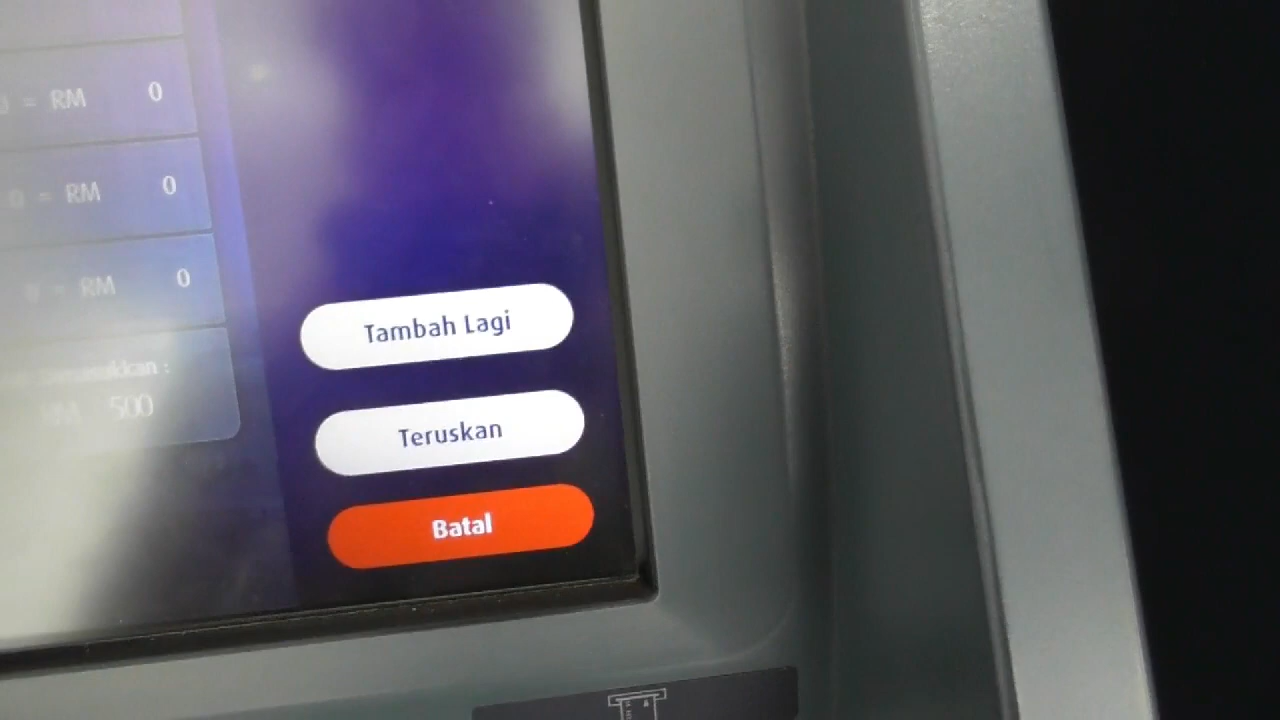 = RM 0
= RM 0
= RM 0
RM 500
Tambah Lagi
Teruskan
Batal